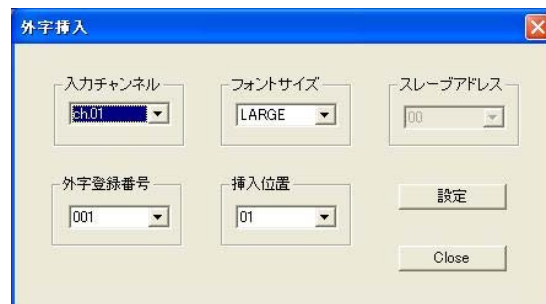 外字挿入
入力チャンネル
ch.01
フォントサイズ
LARGE
スレーブアドレス
00
外字登録番号
001
挿入位置
01
設定
Close